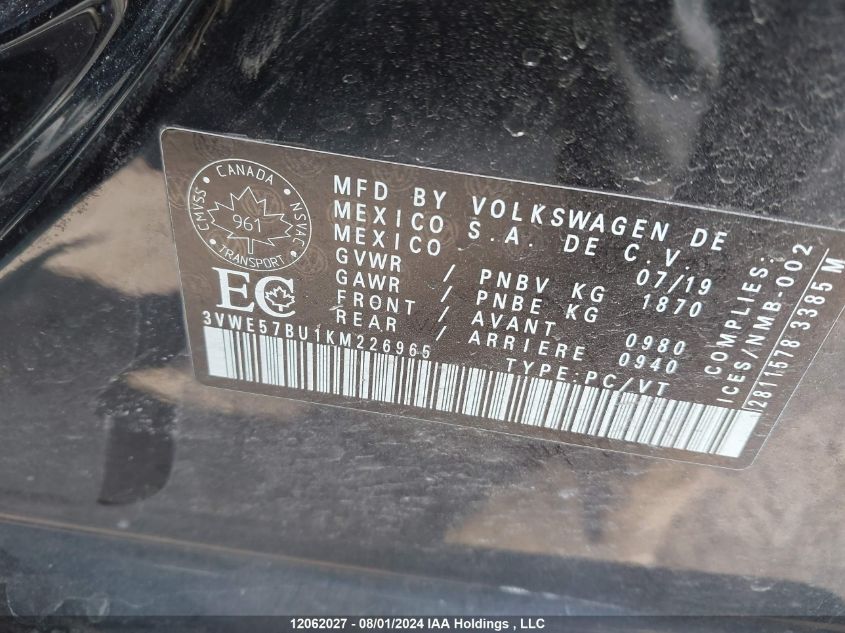 CANADA
CMVSS
NSVAC
961
TRANSPORT
EC
MFD BY VOLKSWAGEN DE
MEXICO S.A. DE C.V.
MEXICO 07/19
GVWR / PNBV KG 1870
GAWR / PNBE KG
FRONT / AVANT 0980
REAR / ARRIERE 0940
3VWE57BU1KM226965 TYPE:PC/VT
COMPLIES:
ICES/NMB-002
2811578 3385 M
12062027 - 08/01/2024 IAA Holdings , LLC